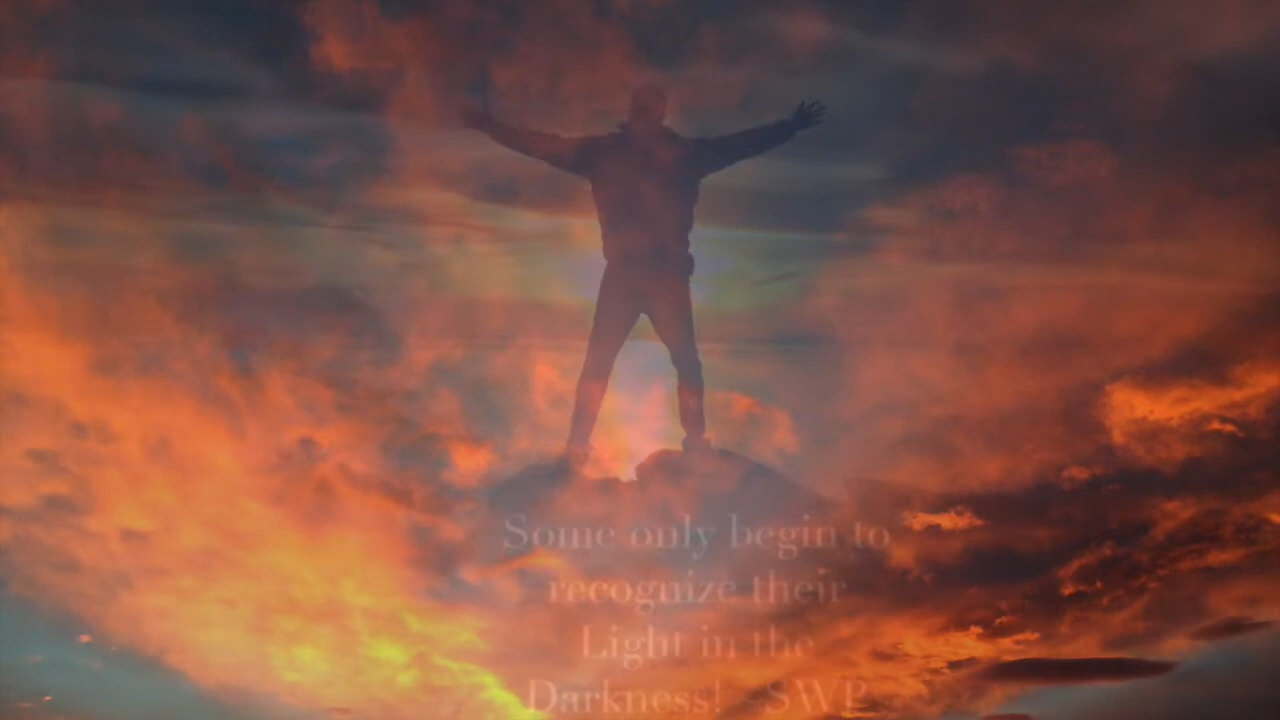 Some only begin to
recognize their
Light in the
Darkness! ~SWP